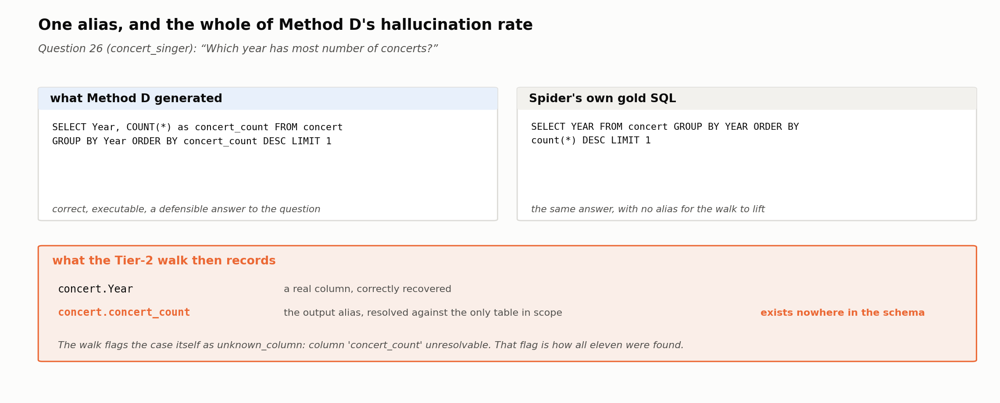 One alias, and the whole of Method D's hallucination rate
Question 26 (concert_singer): “Which year has most number of concerts?”
what Method D generated
SELECT Year, COUNT(*) as concert_count FROM concert
GROUP BY Year ORDER BY concert_count DESC LIMIT 1
correct, executable, a defensible answer to the question
Spider's own gold SQL
SELECT YEAR FROM concert GROUP BY YEAR ORDER BY
count(*) DESC LIMIT 1
the same answer, with no alias for the walk to lift
what the Tier-2 walk then records
concert.Year a real column, correctly recovered
concert.concert_count the output alias, resolved against the only table in scope exists nowhere in the schema
The walk flags the case itself as unknown_column: column 'concert_count' unresolvable. That flag is how all eleven were found.